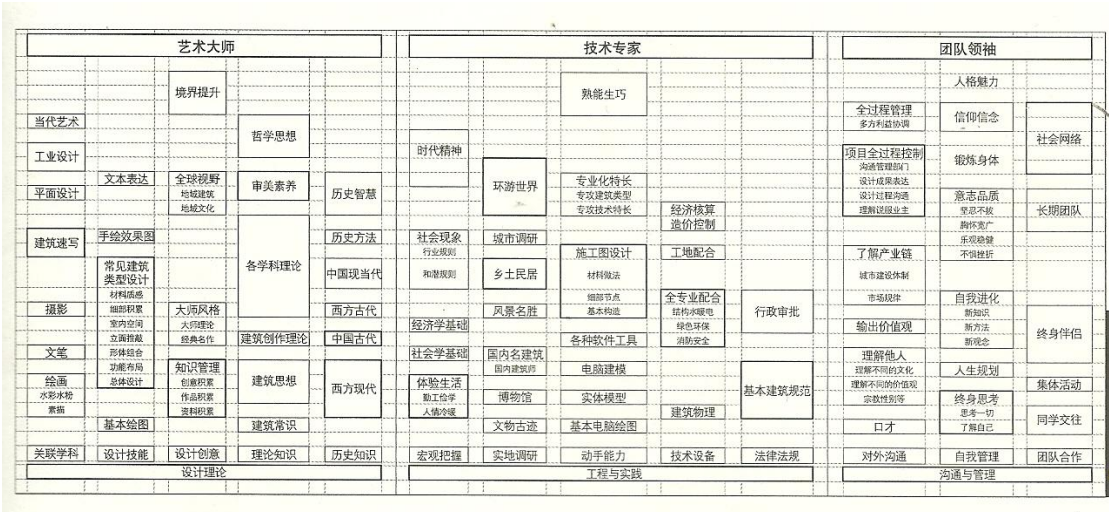 艺术大师
技术专家
团队领袖
境界提升
当代艺术
哲学思想
工业设计
文本表达
全球视野
地域建筑
地域文化
审美素养
历史智慧
平面设计
建筑速写
手绘效果图
各学科理论
历史方法
常见建筑
类型设计
材料质感
细部积累
室内空间
立面推敲
形体组合
功能布局
总体设计
中国现当代
摄影
大师风格
大师理论
经典名作
西方古代
建筑创作理论
中国古代
文笔
知识管理
创意积累
作品积累
资料积累
建筑思想
西方现代
绘画
水彩水粉
素描
基本绘图
建筑常识
关联学科
设计技能
设计创意
理论知识
历史知识
设计理论
熟能生巧
时代精神
环游世界
专业化特长
专攻建筑类型
专攻技术特长
经济核算
造价控制
社会现象
行业规则
和潜规则
城市调研
施工图设计
材料做法
细部节点
基本构造
工地配合
乡土民居
全专业配合
结构水暖电
绿色环保
消防安全
行政审批
风景名胜
经济学基础
各种软件工具
社会学基础
国内名建筑
国内建筑师
电脑建模
基本建筑规范
体验生活
勤工俭学
人情冷暖
博物馆
实体模型
建筑物理
文物古迹
基本电脑绘图
宏观把握
实地调研
动手能力
技术设备
法律法规
工程与实践
人格魅力
全过程管理
多方利益协调
信仰信念
社会网络
项目全过程控制
沟通管理部门
设计成果表达
设计过程沟通
理解说服业主
锻炼身体
意志品质
坚忍不拔
胸怀宽广
乐观稳健
不惧挫折
长期团队
了解产业链
城市建设体制
市场规律
自我进化
新知识
新方法
新观念
终身伴侣
输出价值观
理解他人
理解不同的文化
理解不同的价值观
宗教性别等
人生规划
集体活动
终身思考
思考一切
了解自己
同学交往
口才
对外沟通
自我管理
团队合作
沟通与管理